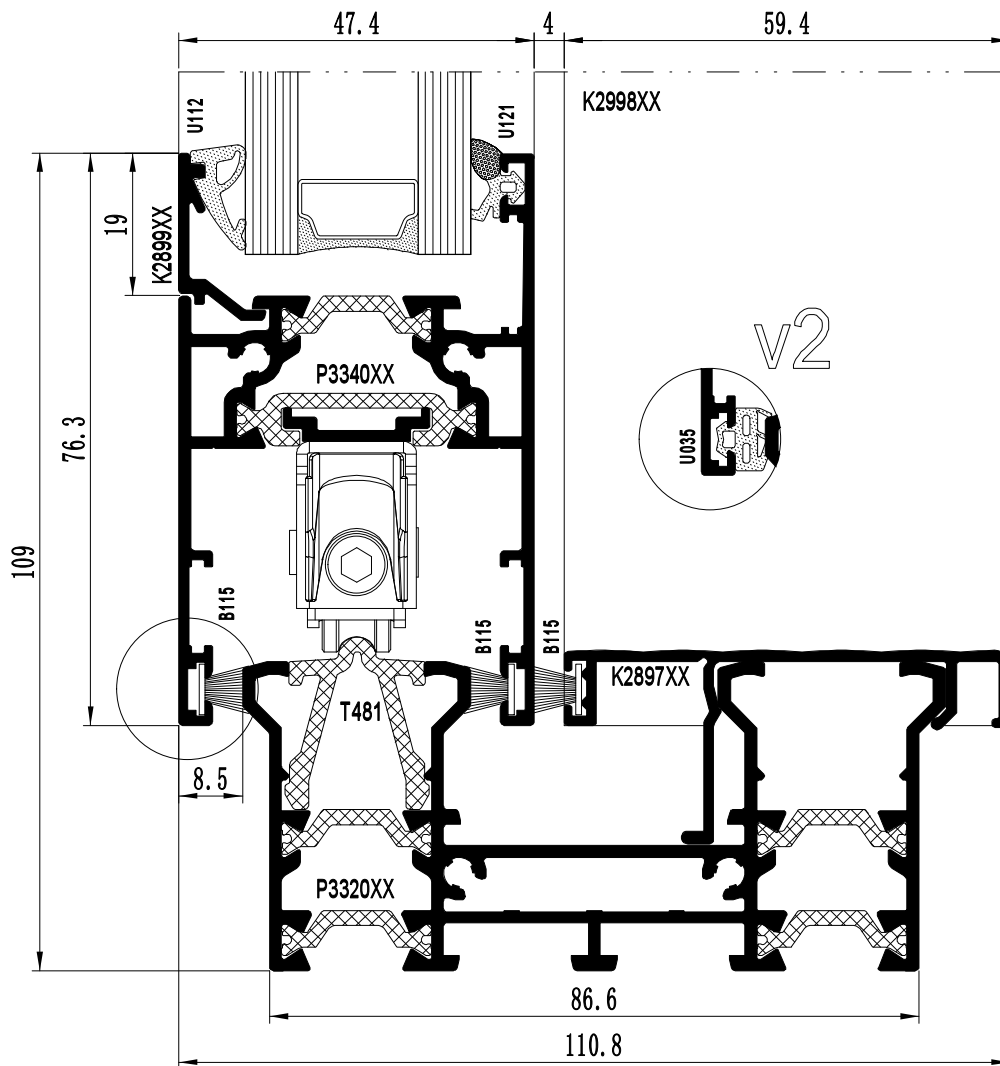 47.4
4
59.4
U112
U121
K2998XX
K2899XX
19
v2
P3340XX
76.3
U035
109
B115
B115
B115
K2897XX
T481
8.5
P3320XX
86.6
110.8